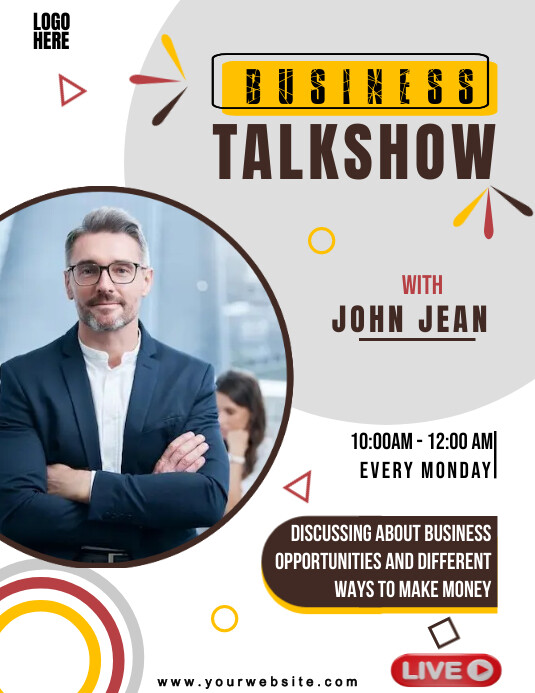 LOGO
HERE
BUSINESS
TALKSHOW
WITH
JOHN JEAN
10:00AM - 12:00 AM
EVERY MONDAY
DISCUSSING ABOUT BUSINESS
OPPORTUNITIES AND DIFFERENT
WAYS TO MAKE MONEY
www.yourwebsite.com
LIVE